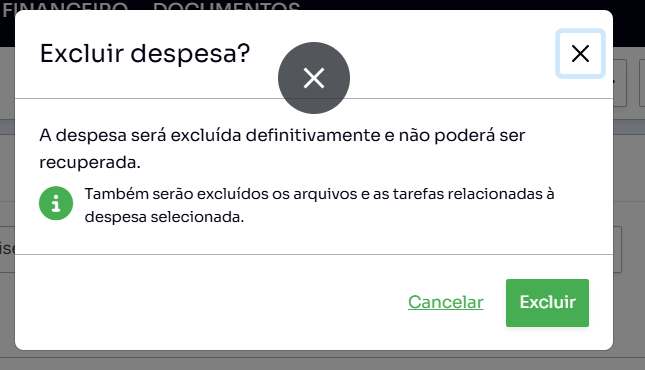 FINANCEIRO DOCUMENTOS
Excluir despesa?
A despesa será excluída definitivamente e não poderá ser
recuperada.
Também serão excluídos os arquivos e as tarefas relacionadas à
despesa selecionada.
Cancelar Excluir